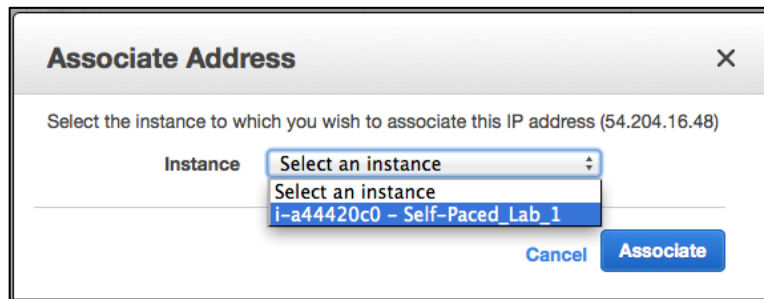 Associate Address
Select the instance to which you wish to associate this IP address (54.204.16.48)
Instance Select an instance
Select an instance
i-a44420c0 – Self-Paced_Lab_1
Cancel Associate